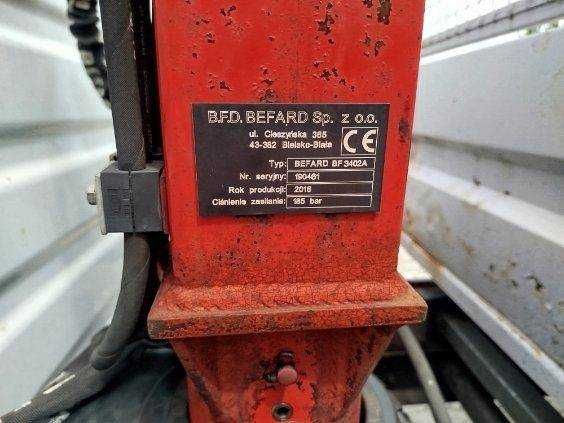 B.F.D. BEFARD Sp. z o.o.
ul. Cieszyńska 365
43-382 Bielsko-Biała
CE
Typ: BEFARD BF 3402A
Nr. seryjny: 190461
Rok produkcji: 2016
Ciśnienie zasilania: 185 bar